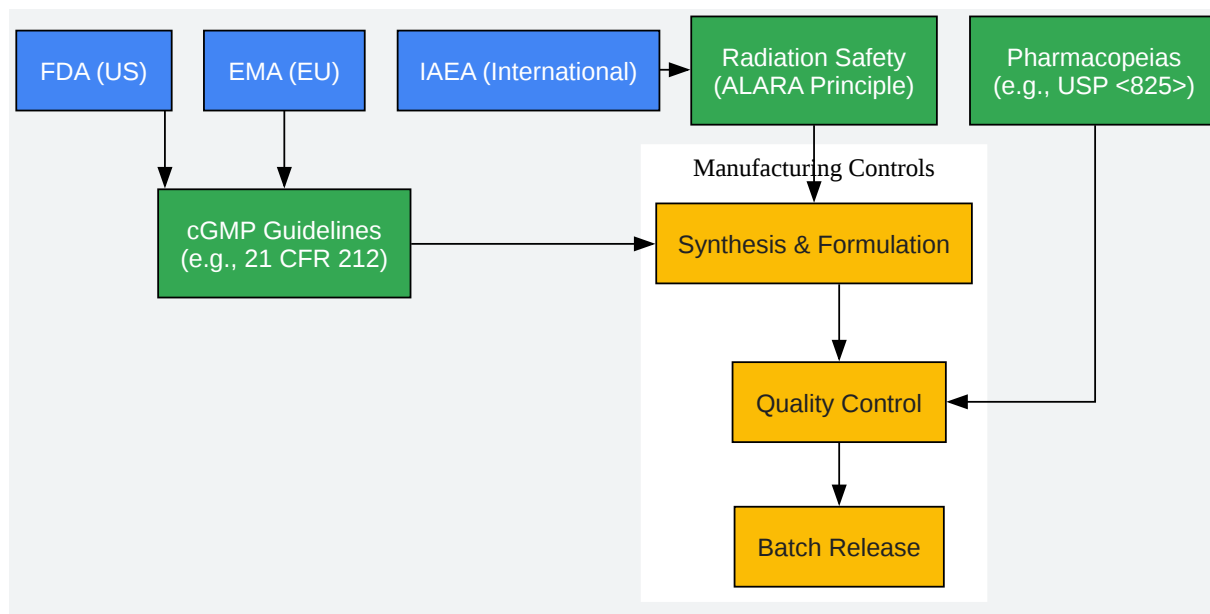 FDA (US)
EMA (EU)
IAEA (International)
Radiation Safety
(ALARA Principle)
Pharmacopeias
(e.g., USP <825>)
Manufacturing Controls
cGMP Guidelines
(e.g., 21 CFR 212)
Synthesis & Formulation
Quality Control
Batch Release